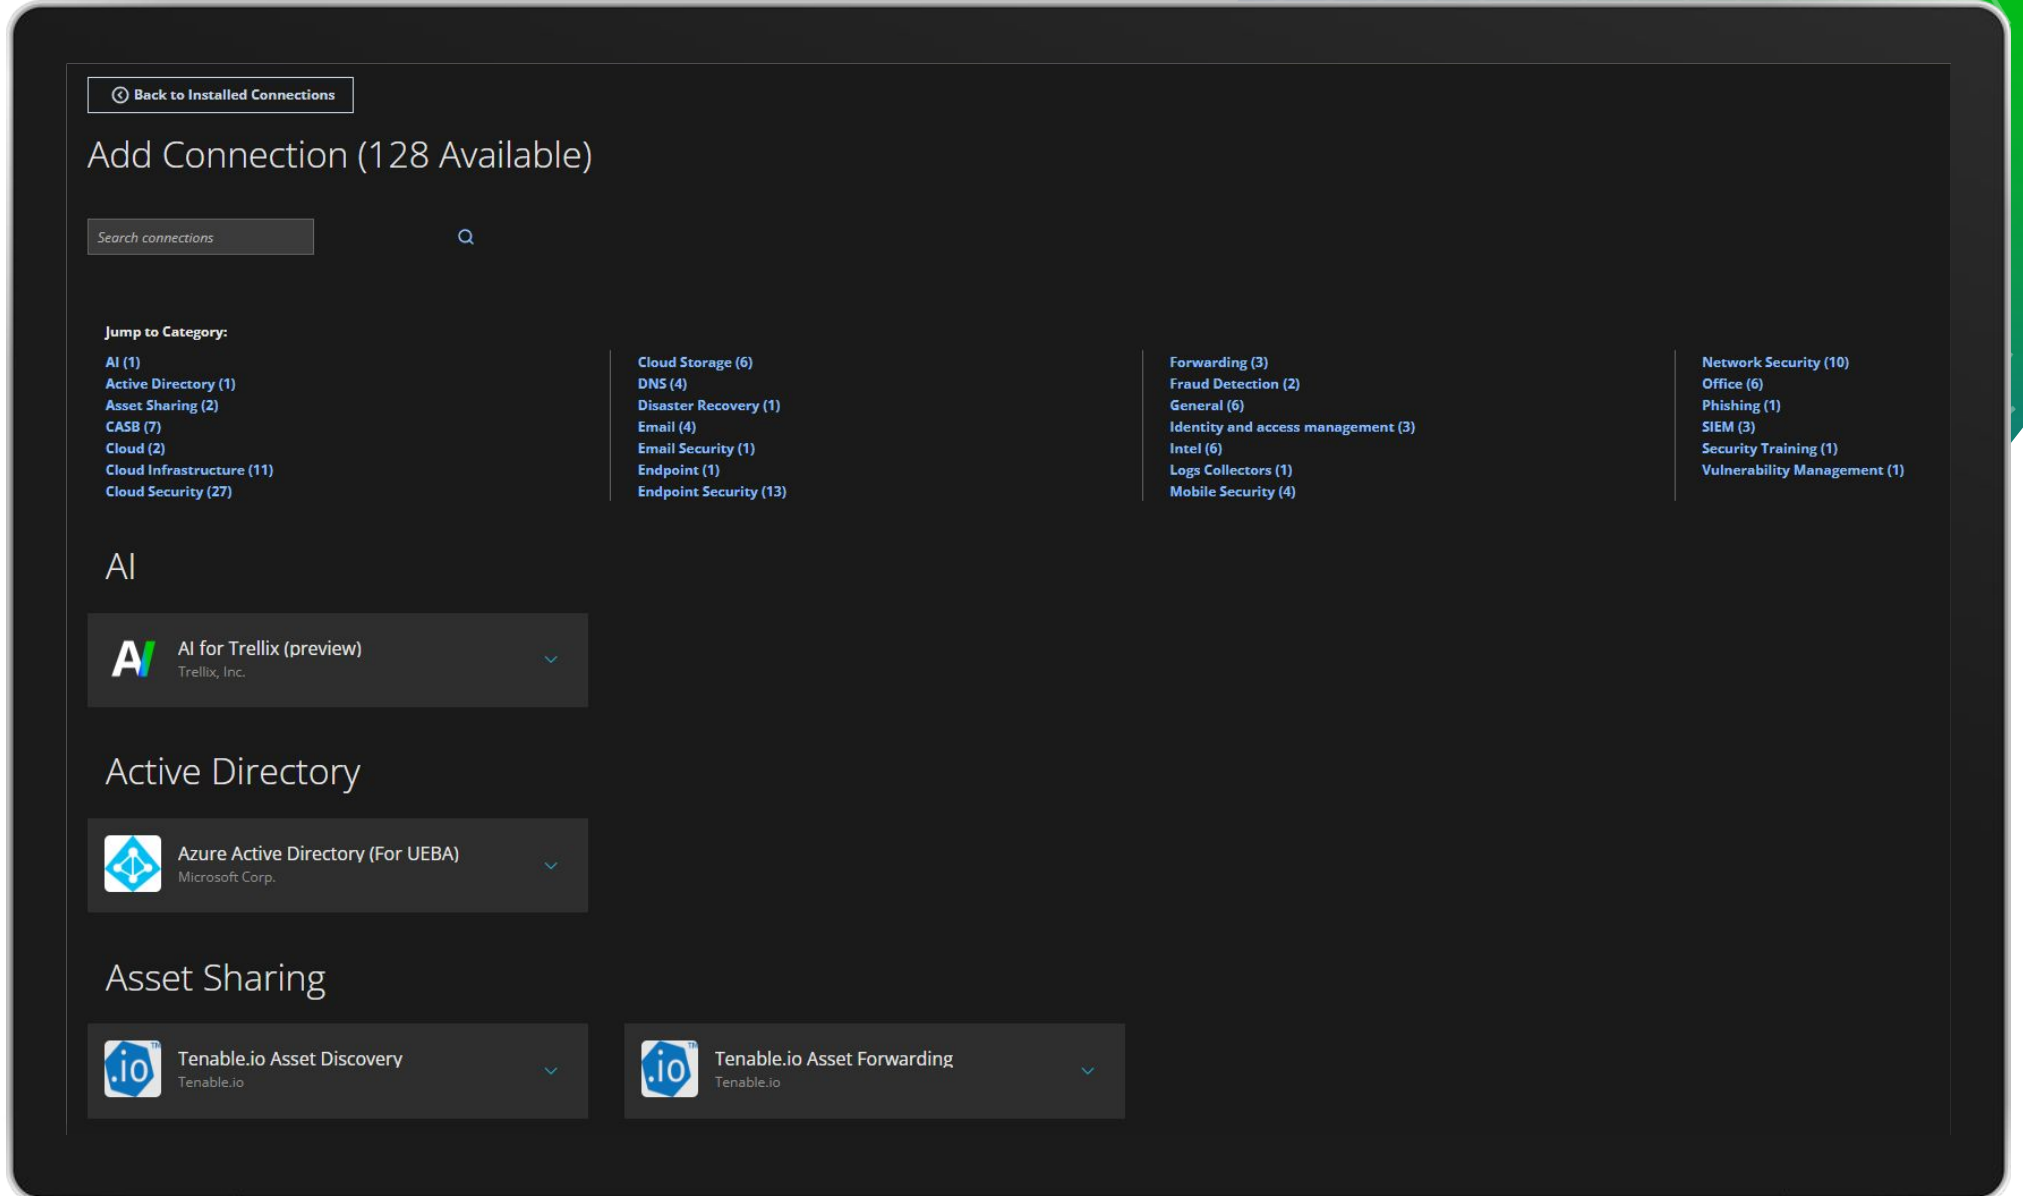 Back to Installed Connections
Add Connection (128 Available)
Search connections
Jump to Category:
AI (1)
Active Directory (1)
Asset Sharing (2)
CASB (7)
Cloud (2)
Cloud Infrastructure (11)
Cloud Security (27)
Cloud Storage (6)
DNS (4)
Disaster Recovery (1)
Email (4)
Email Security (1)
Endpoint (1)
Endpoint Security (13)
Forwarding (3)
Fraud Detection (2)
General (6)
Identity and access management (3)
Intel (6)
Logs Collectors (1)
Mobile Security (4)
Network Security (10)
Office (6)
Phishing (1)
SIEM (3)
Security Training (1)
Vulnerability Management (1)
AI
AI
AI for Trellix (preview)
Trellix, Inc.
Active Directory
Azure Active Directory (For UEBA)
Microsoft Corp.
Asset Sharing
.io™
Tenable.io Asset Discovery
Tenable.io
.io™
Tenable.io Asset Forwarding
Tenable.io